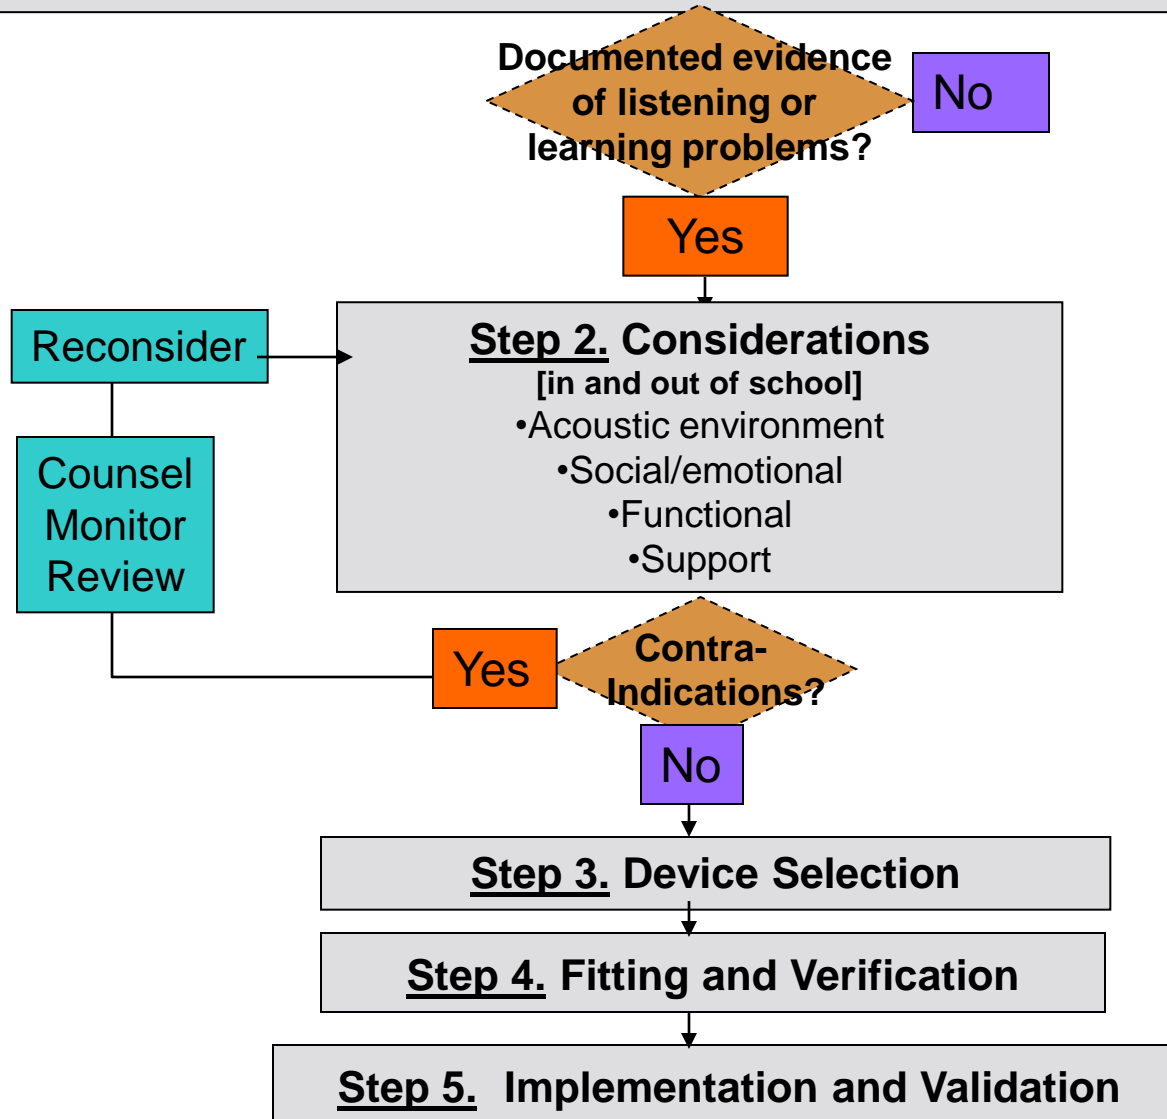 Documented evidence
of listening or
learning problems?
No
Yes
Reconsider
Step 2. Considerations
[in and out of school]
•Acoustic environment
•Social/emotional
•Functional
•Support
Counsel
Monitor
Review
Yes
Contra-
Indications?
No
Step 3. Device Selection
Step 4. Fitting and Verification
Step 5. Implementation and Validation